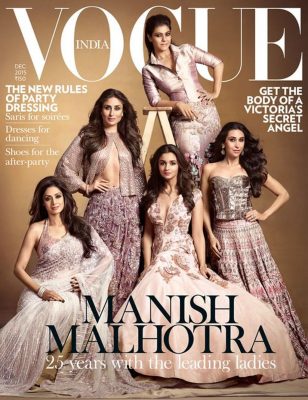 VOGUE
INDIA
DEC
2015
₹150
THE NEW RULES
OF PARTY
DRESSING
Saris for soirées
Dresses for
dancing
Shoes for the
after-party
GET THE
BODY OF A
VICTORIA'S
SECRET
ANGEL
MANISH
MALHOTRA
25 years with the leading ladies